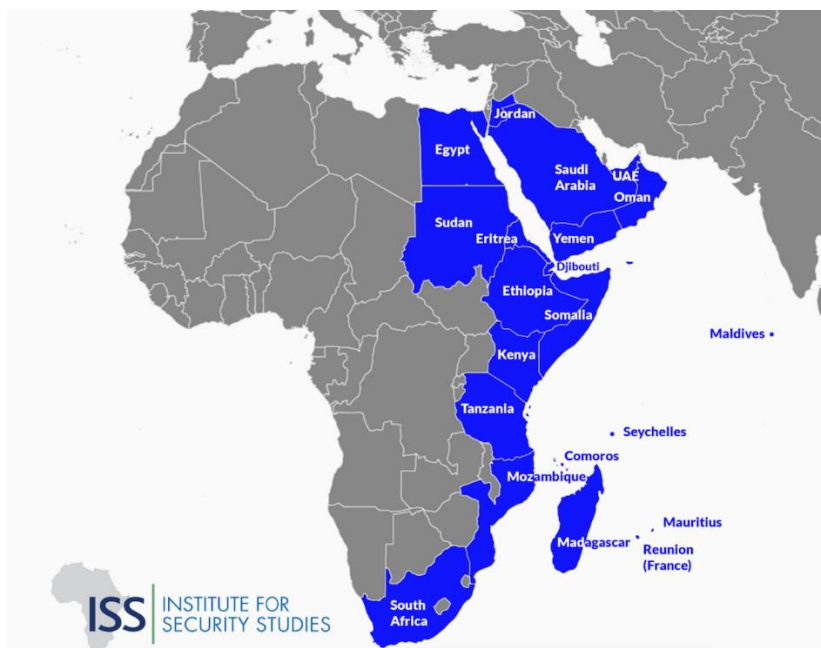 Jordan
Egypt
Saudi
Arabia
UAE
Oman
Sudan
Eritrea
Yemen
Djibouti
Ethiopia
Somalia
Maldives
Kenya
Tanzania
Seychelles
Comoros
Mozambique
Mauritius
Madagascar
Reunion
(France)
South
Africa
ISS
INSTITUTE FOR
SECURITY STUDIES